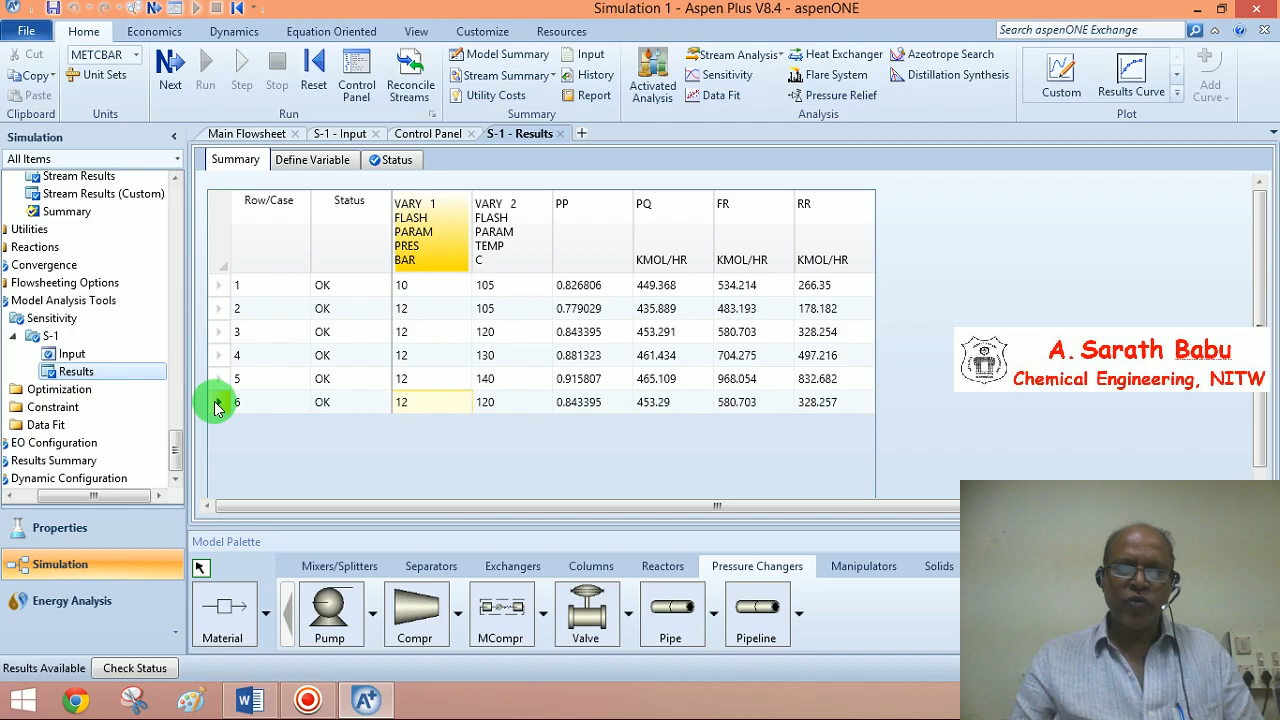 Simulation 1 - Aspen Plus V8.4 - aspenONE
File
Home
Economics
Dynamics
Equation Oriented
View
Customize
Resources
Search aspenONE Exchange
Cut
Copy
Paste
Clipboard
METCBAR
Unit Sets
Units
Next
Run
Step
Stop
Reset
Control Panel
Reconcile Streams
Run
Model Summary
Stream Summary
Utility Costs
Input
History
Report
Summary
Activated Analysis
Stream Analysis
Sensitivity
Data Fit
Heat Exchanger
Flare System
Pressure Relief
Azeotrope Search
Distillation Synthesis
Analysis
Custom
Results Curve
Add Curve
Plot
Simulation
All Items
Main Flowsheet
S-1 - Input
Control Panel
S-1 - Results
Stream Results
Stream Results (Custom)
Summary
Utilities
Reactions
Convergence
Flowsheeting Options
Model Analysis Tools
Sensitivity
S-1
Input
Results
Optimization
Constraint
Data Fit
EO Configuration
Results Summary
Dynamic Configuration
Properties
Simulation
Energy Analysis
Summary
Define Variable
Status
Row/Case Status VARY 1 FLASH PARAM PRES BAR VARY 2 FLASH PARAM TEMP C PP PQ KMOL/HR FR KMOL/HR RR KMOL/HR
1 OK 10 105 0.826806 449.368 534.214 266.35
2 OK 12 105 0.779029 435.889 483.193 178.182
3 OK 12 120 0.843379 453.291 580.703 328.254
4 OK 12 130 0.881323 461.434 704.275 497.216
5 OK 12 140 0.915807 465.109 968.054 832.682
6 OK 12 120 0.843395 453.29 580.703 328.257
A. Sarath Babu
Chemical Engineering, NITW
Model Palette
Mixers/Splitters
Separators
Exchangers
Columns
Reactors
Pressure Changers
Manipulators
Solids
Material
Pump
Compr
MCompr
Valve
Pipe
Pipeline
Results Available
Check Status